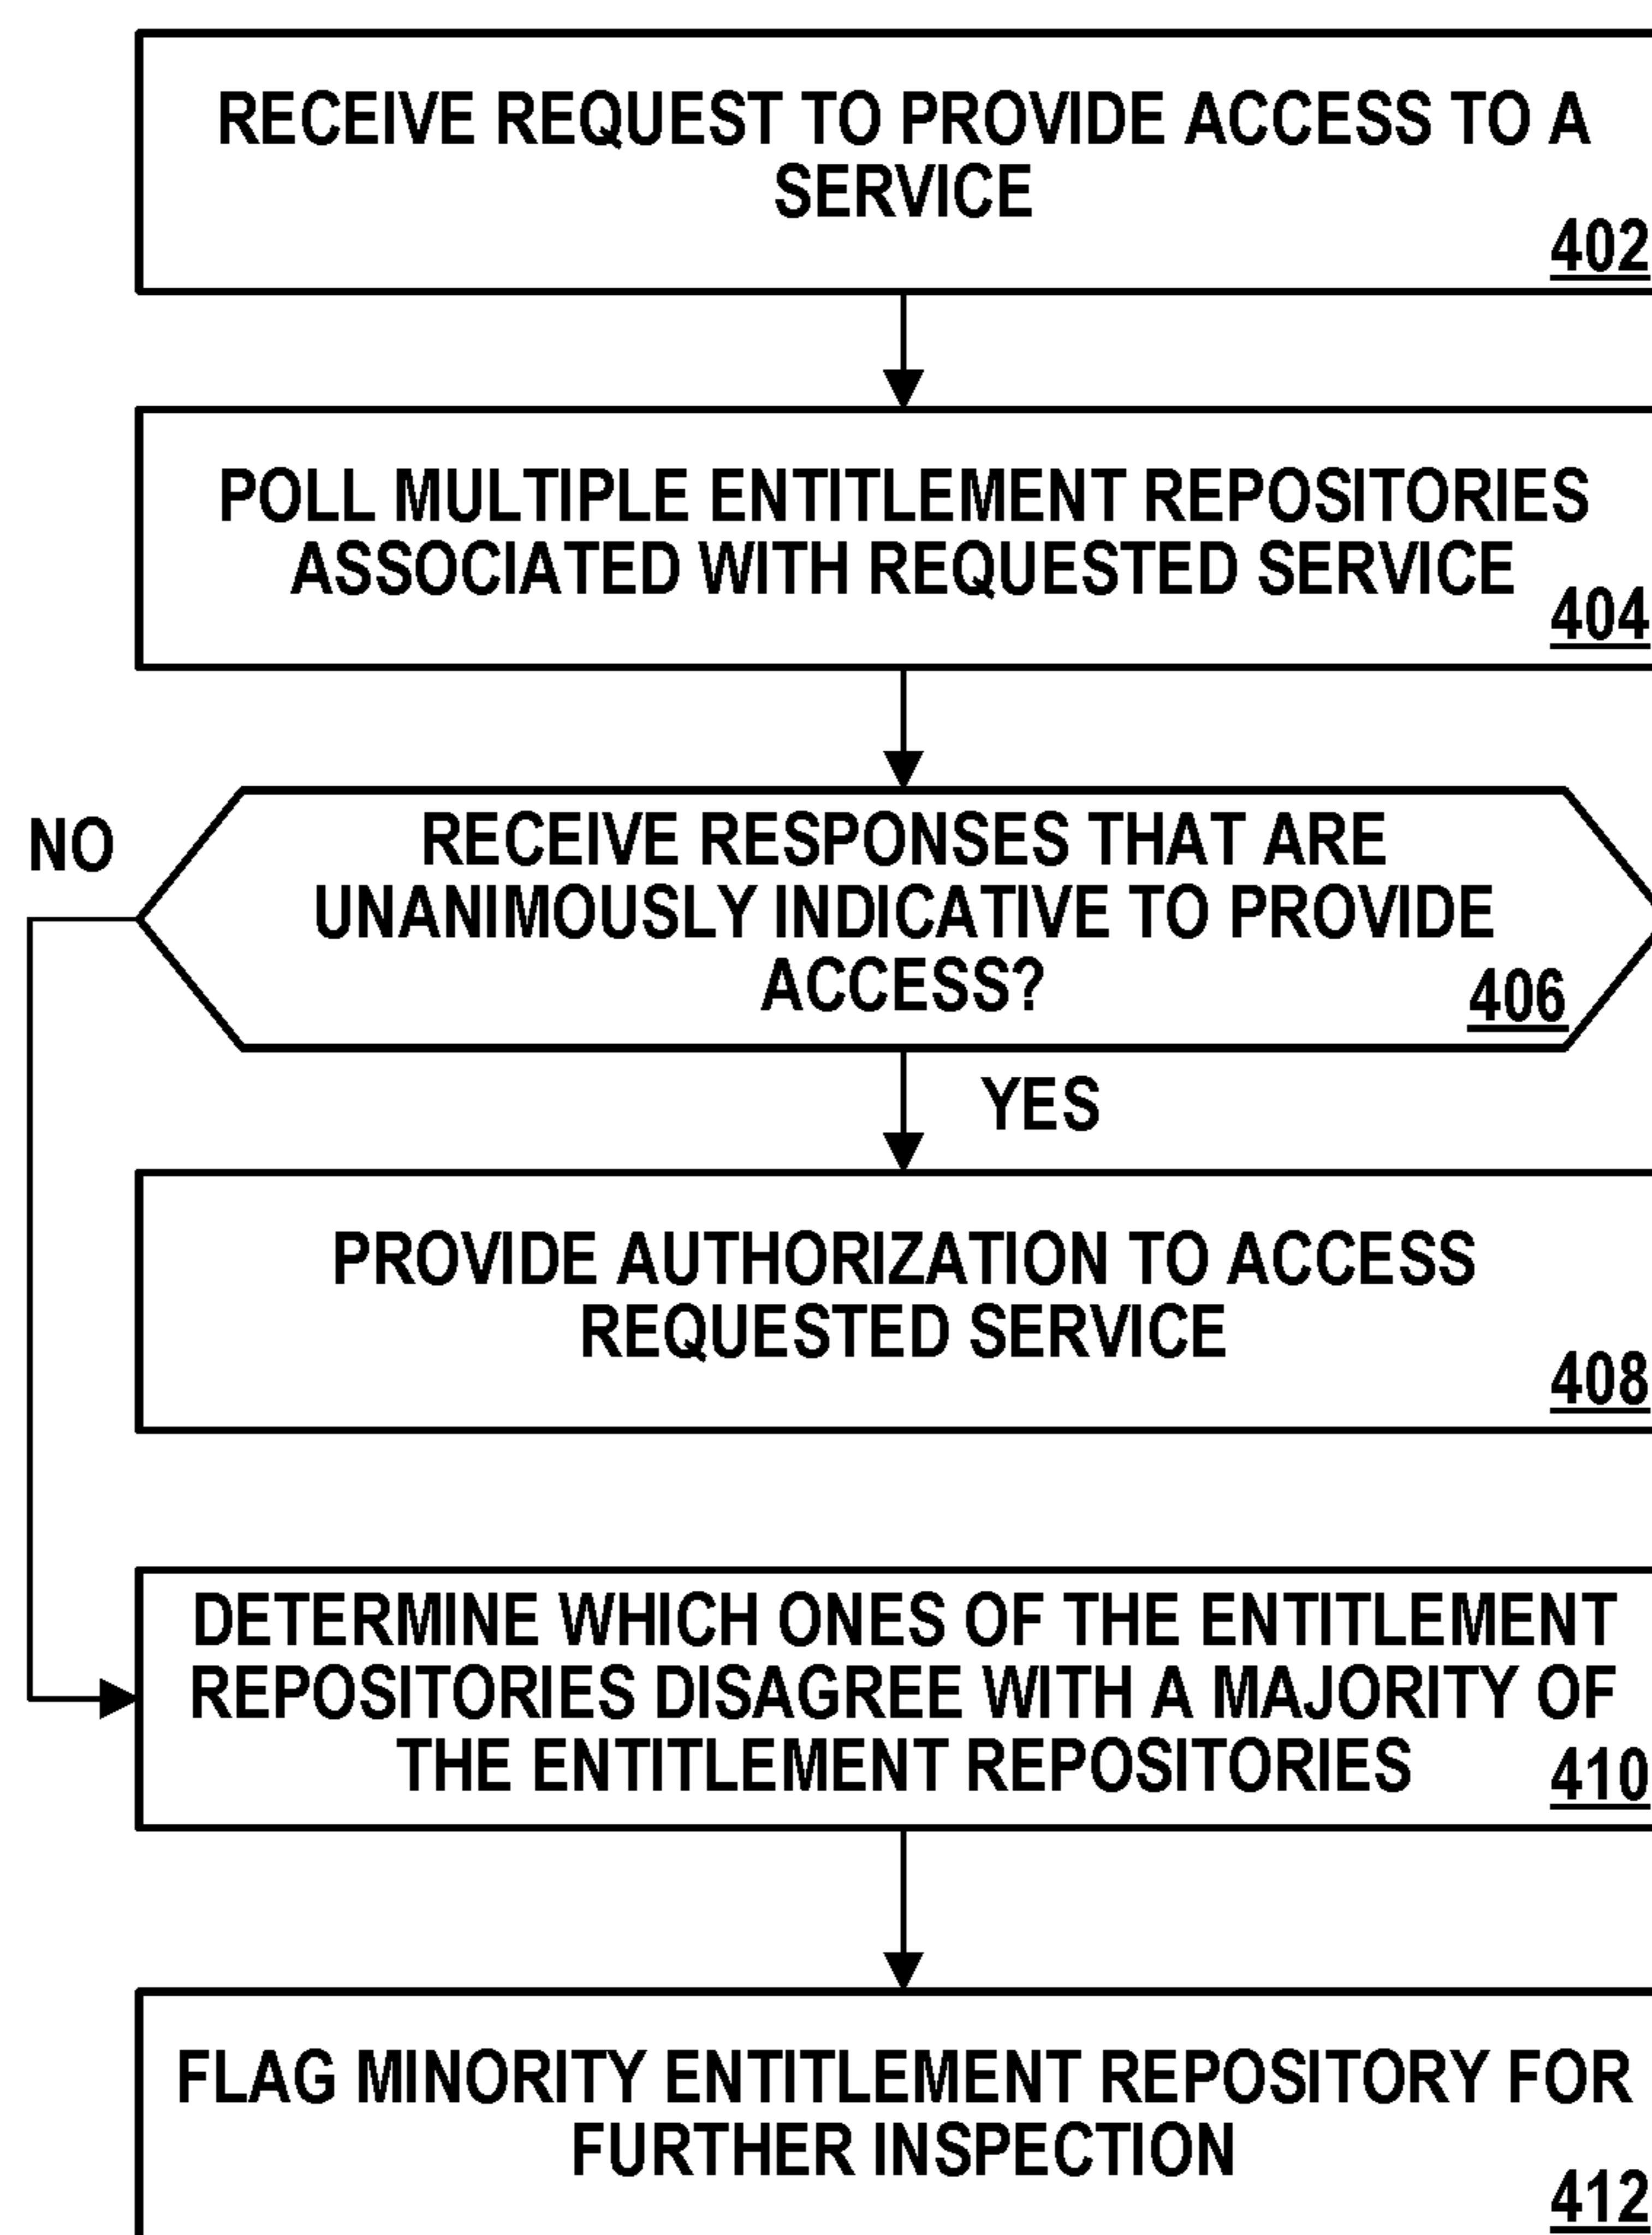 RECEIVE REQUEST TO PROVIDE ACCESS TO A
SERVICE
402
POLL MULTIPLE ENTITLEMENT REPOSITORIES
ASSOCIATED WITH REQUESTED SERVICE
404
NO
RECEIVE RESPONSES THAT ARE
UNANIMOUSLY INDICATIVE TO PROVIDE
ACCESS?
406
YES
PROVIDE AUTHORIZATION TO ACCESS
REQUESTED SERVICE
408
DETERMINE WHICH ONES OF THE ENTITLEMENT
REPOSITORIES DISAGREE WITH A MAJORITY OF
THE ENTITLEMENT REPOSITORIES
410
FLAG MINORITY ENTITLEMENT REPOSITORY FOR
FURTHER INSPECTION
412